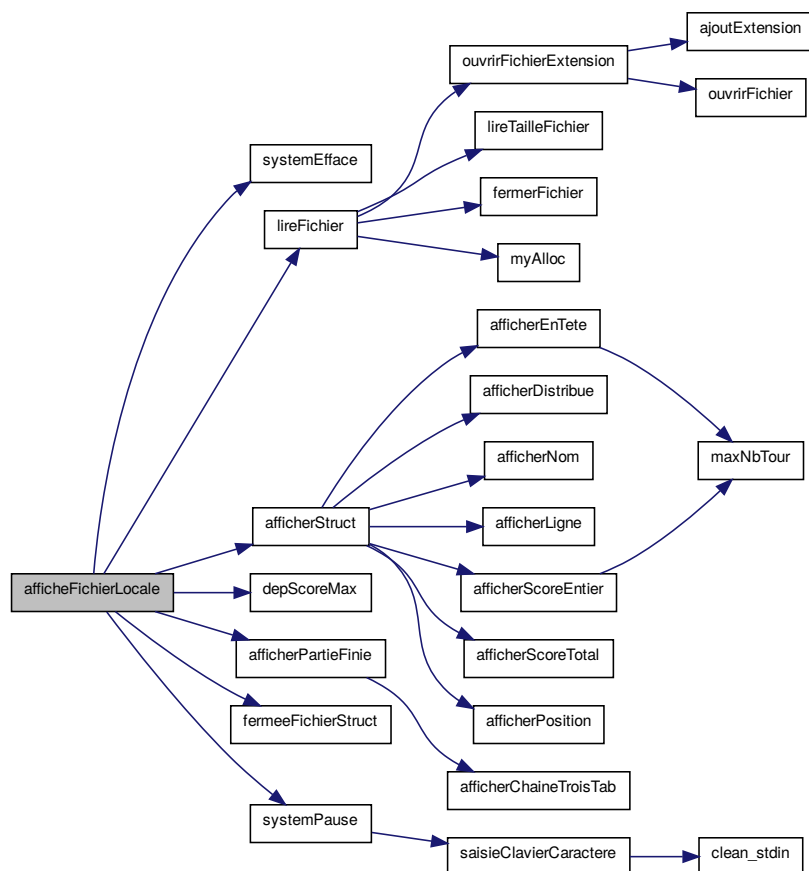 ajoutExtension
ouvrirFichierExtension
ouvrirFichier
lireTailleFichier
systemEfface
fermerFichier
lireFichier
myAlloc
afficherEnTete
afficherDistribue
afficherNom
maxNbTour
afficherStruct
afficherLigne
afficheFichierLocale
depScoreMax
afficherScoreEntier
afficherPartieFinie
afficherScoreTotal
fermeeFichierStruct
afficherPosition
afficherChaineTroisTab
systemPause
saisieClavierCaractere
clean_stdin